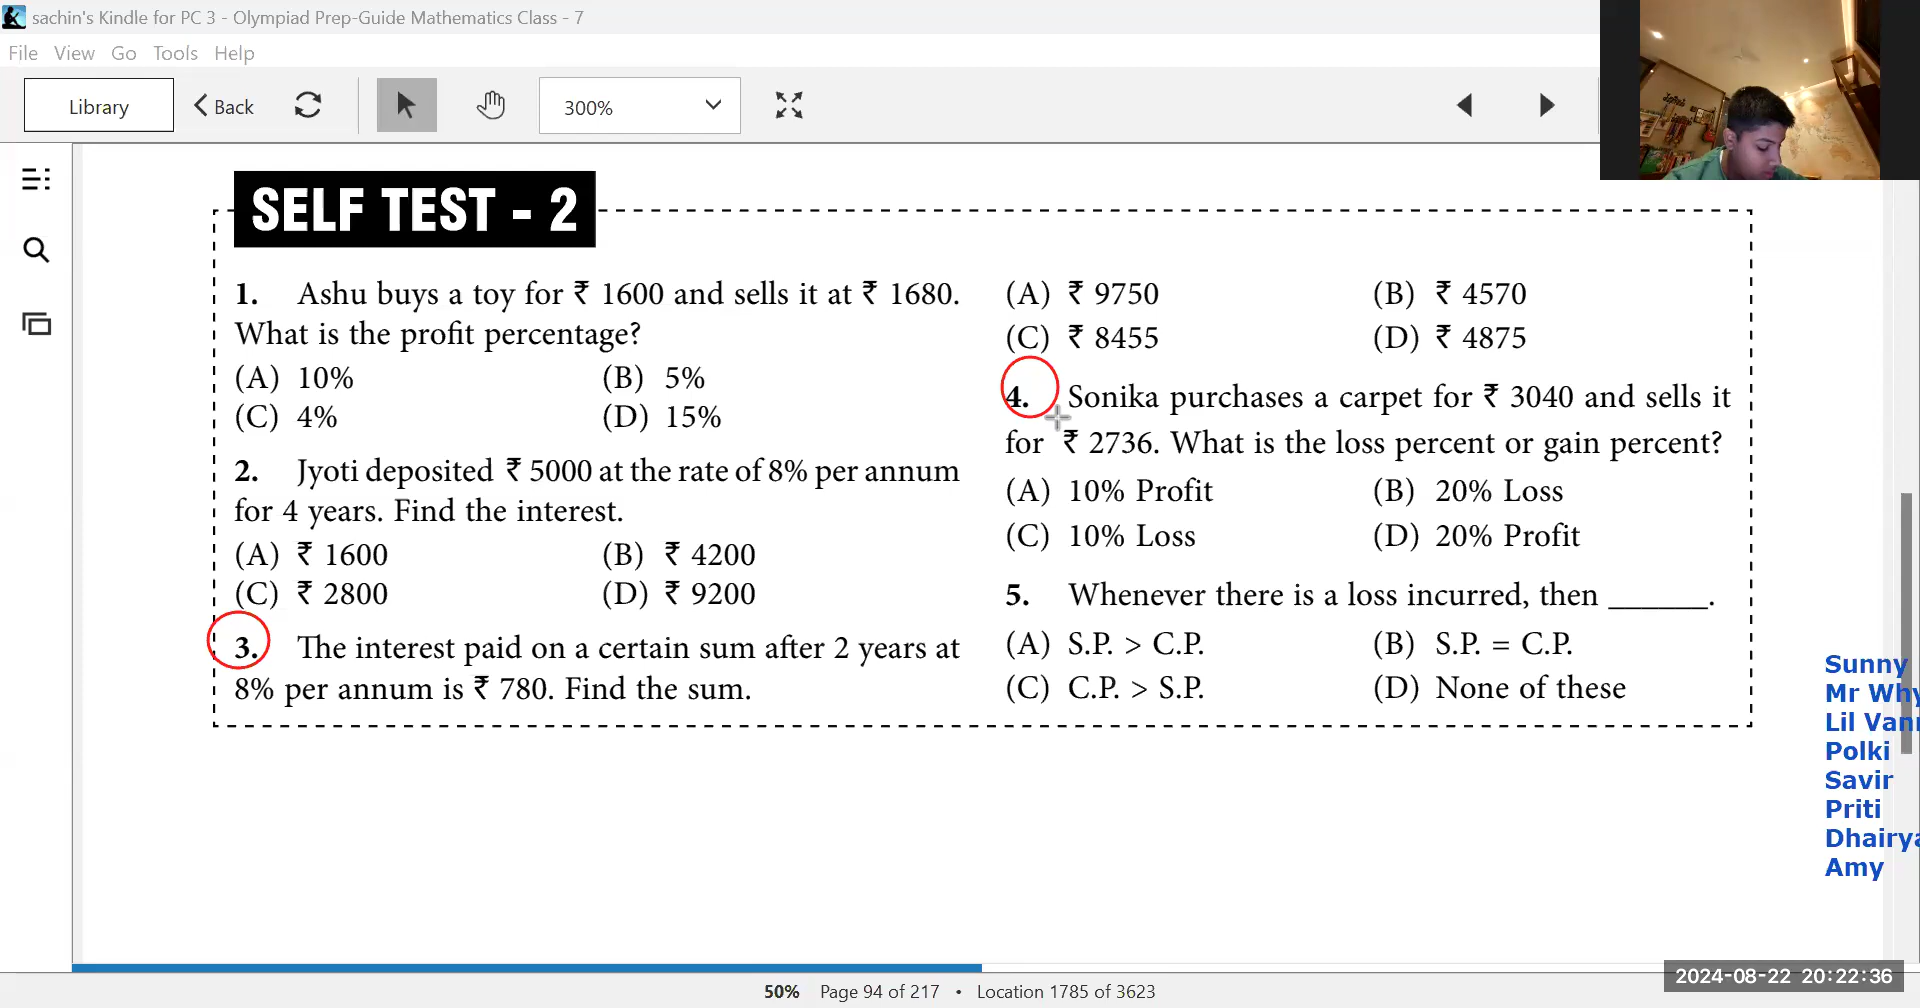 sachin's Kindle for PC 3 - Olympiad Prep-Guide Mathematics Class - 7
File View Go Tools Help
Library Back 300%
SELF TEST - 2
1. Ashu buys a toy for ₹ 1600 and sells it at ₹ 1680.
What is the profit percentage?
(A) 10% (B) 5%
(C) 4% (D) 15%
2. Jyoti deposited ₹ 5000 at the rate of 8% per annum
for 4 years. Find the interest.
(A) ₹ 1600 (B) ₹ 4200
(C) ₹ 2800 (D) ₹ 9200
3. The interest paid on a certain sum after 2 years at
8% per annum is ₹ 780. Find the sum.
(A) ₹ 9750 (B) ₹ 4570
(C) ₹ 8455 (D) ₹ 4875
4. Sonika purchases a carpet for ₹ 3040 and sells it
for ₹ 2736. What is the loss percent or gain percent?
(A) 10% Profit (B) 20% Loss
(C) 10% Loss (D) 20% Profit
5. Whenever there is a loss incurred, then ______.
(A) S.P. > C.P. (B) S.P. = C.P.
(C) C.P. > S.P. (D) None of these
Sunny
Mr Why
Lil Van
Polki
Savir
Priti
Dhairya
Amy
50% Page 94 of 217 • Location 1785 of 3623
2024-08-22 20:22:36